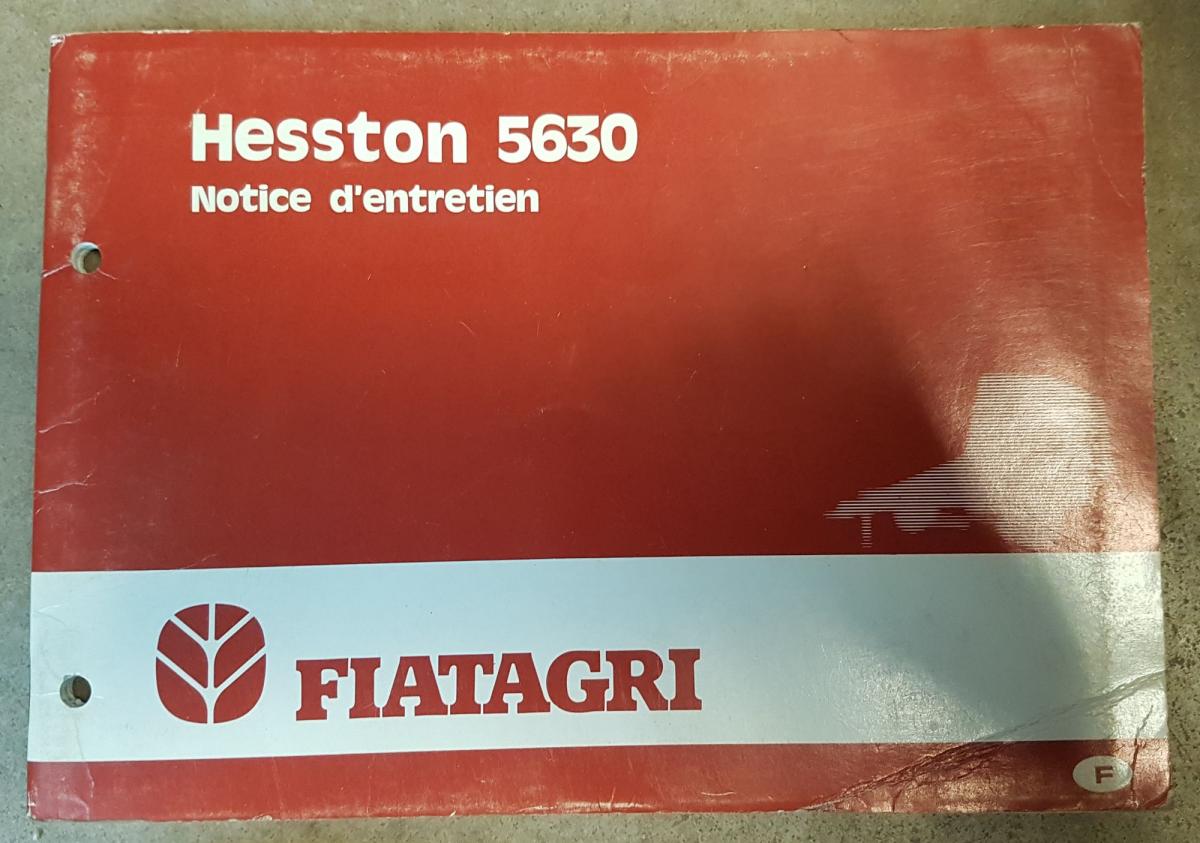 Hesston 5630
Notice d'entretien
FIATAGRI
F